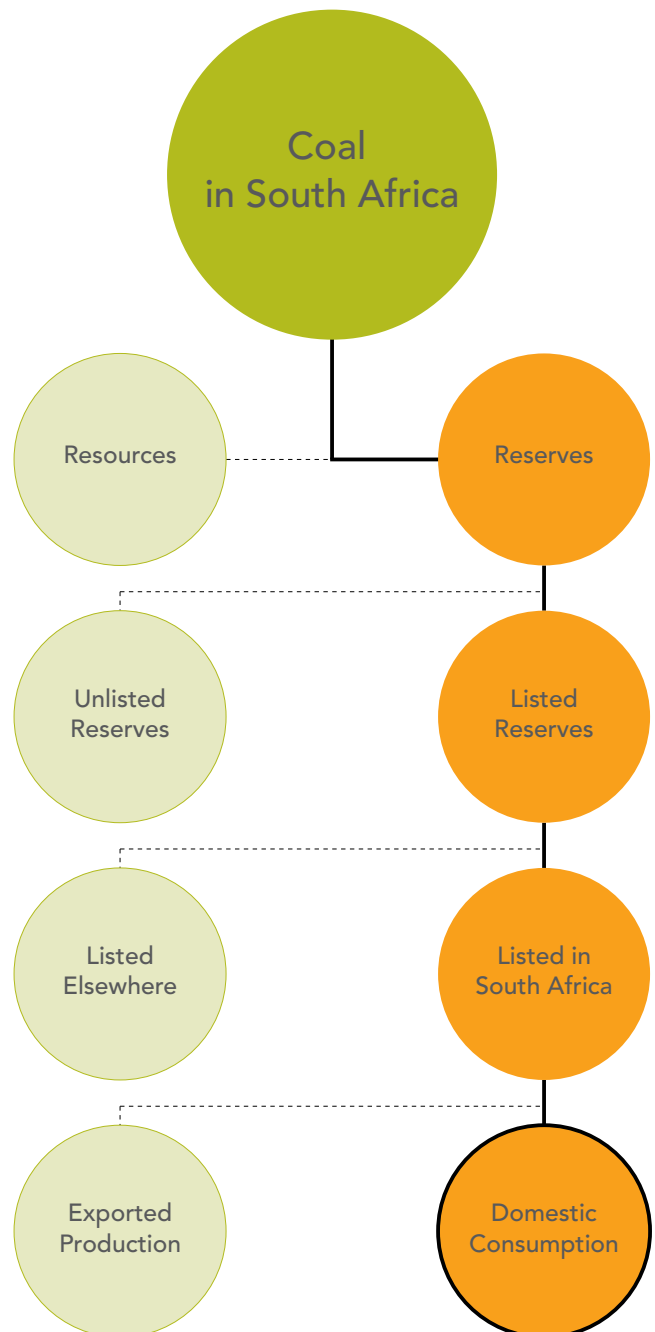 Coal
in South Africa
Resources
Reserves
Unlisted
Reserves
Listed
Reserves
Listed
Elsewhere
Listed in
South Africa
Exported
Production
Domestic
Consumption